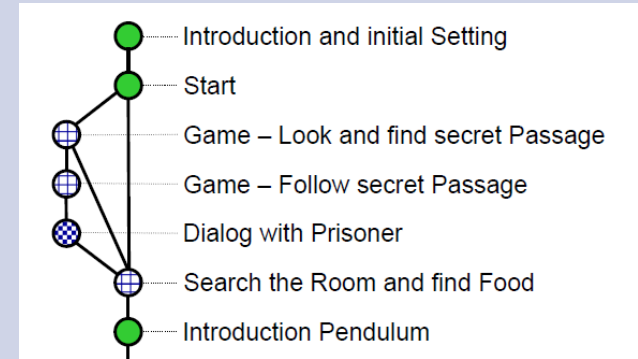 Introduction and initial Setting
Start
Game – Look and find secret Passage
Game – Follow secret Passage
Dialog with Prisoner
Search the Room and find Food
Introduction Pendulum